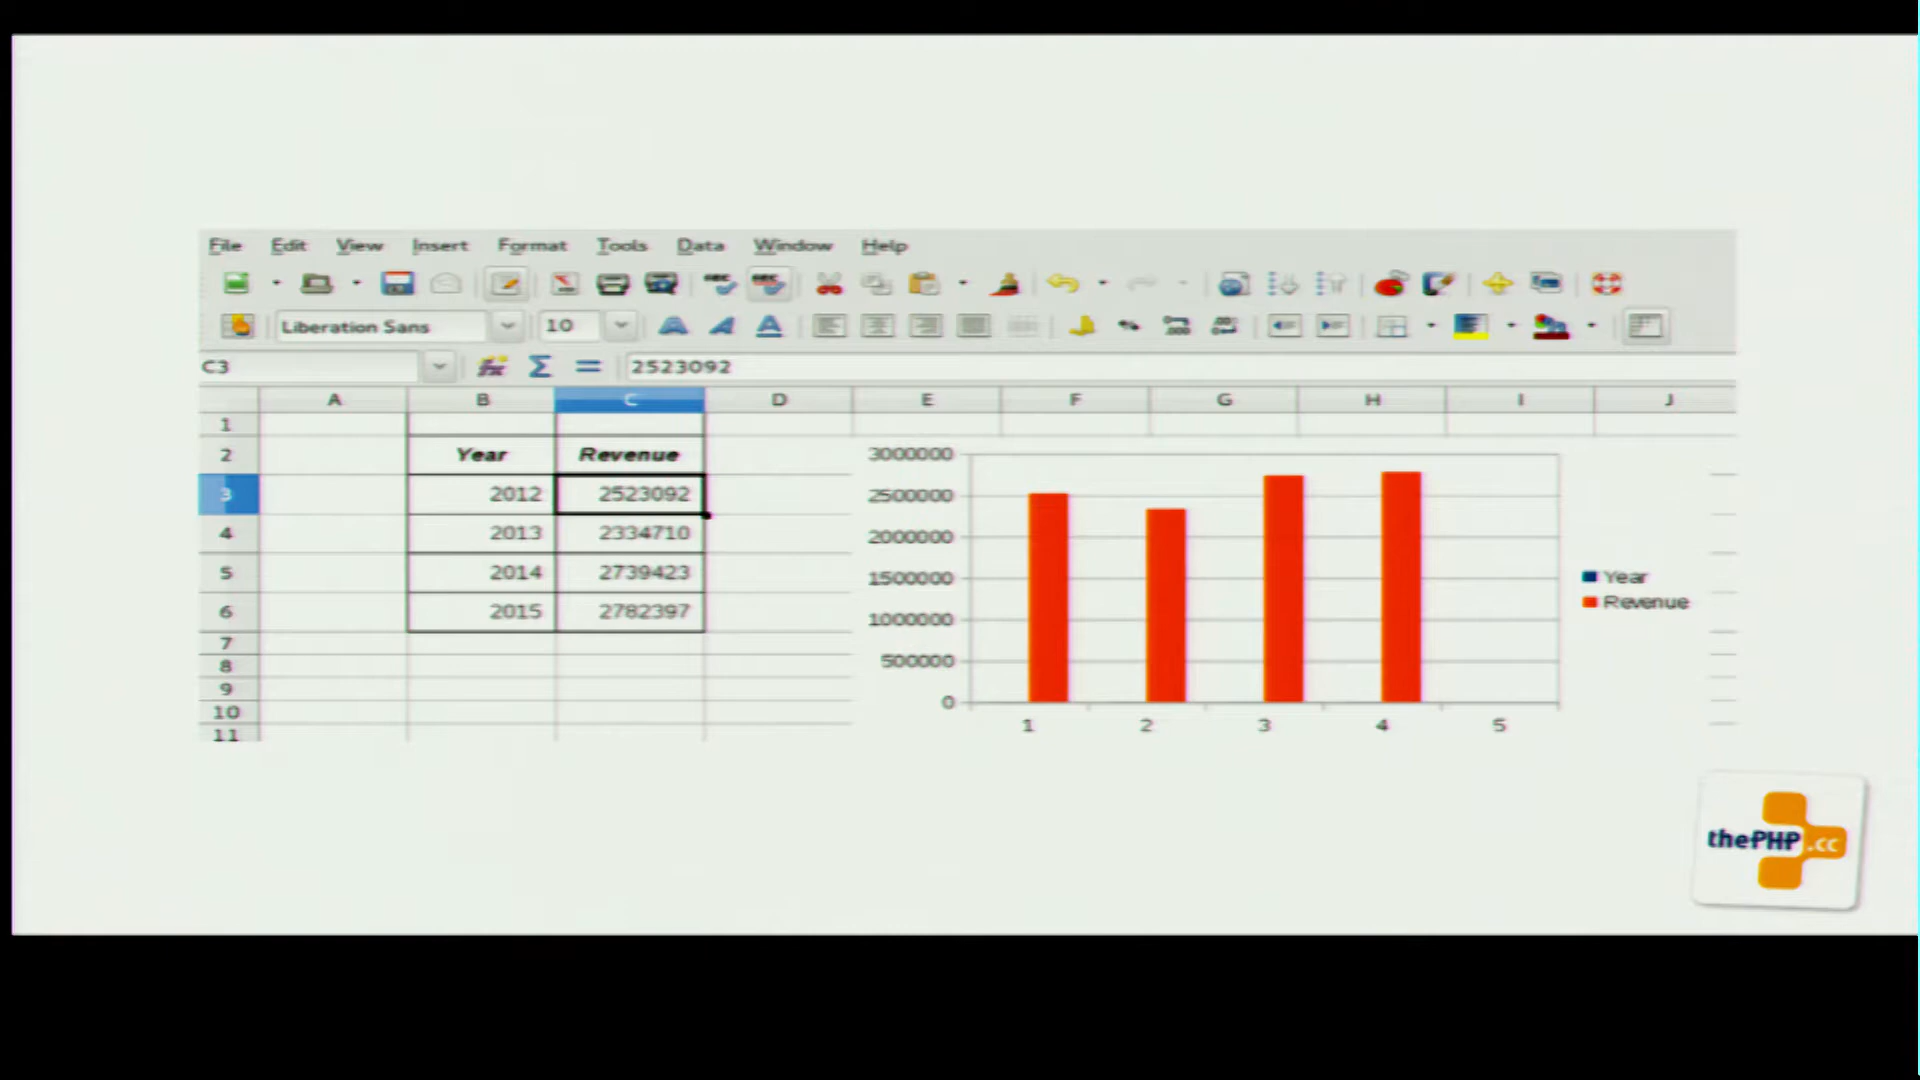 File Edit View Insert Format Tools Data Window Help
Liberation Sans 10
C3 2523092
A B C D E F G H I J
1
2 Year Revenue
3 2012 2523092
4 2013 2334710
5 2014 2739423
6 2015 2782397
7
8
9
10
11
3000000
2500000
2000000
1500000
1000000
500000
0
1 2 3 4 5
Year
Revenue
thePHP.cc